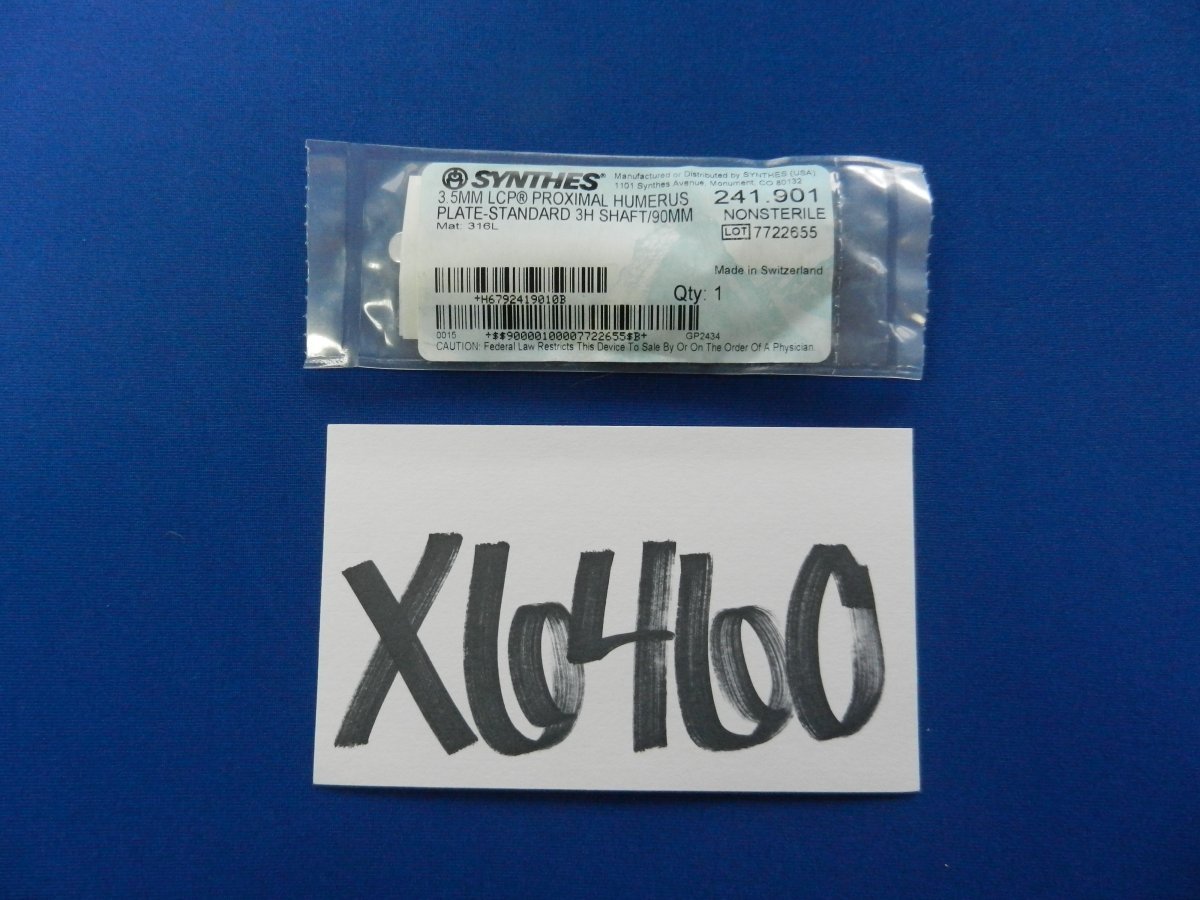 SYNTHES® Manufactured or Distributed by SYNTHES (USA)
1101 Synthes Avenue, Monument, CO 80132
3.5MM LCP® PROXIMAL HUMERUS 241.901
PLATE-STANDARD 3H SHAFT/90MM NONSTERILE
Mat: 316L LOT 7722655
Made in Switzerland
Qty: 1
+H6792419010B
0015 +$$90000100007722655$B+ GP2434
CAUTION: Federal Law Restricts This Device To Sale By Or On The Order Of A Physician
X6460